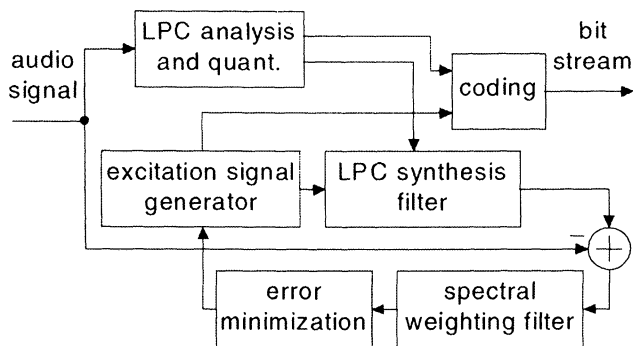 audio
signal
LPC analysis
and quant.
bit
stream
coding
excitation signal
generator
LPC synthesis
filter
−
+
error
minimization
spectral
weighting filter